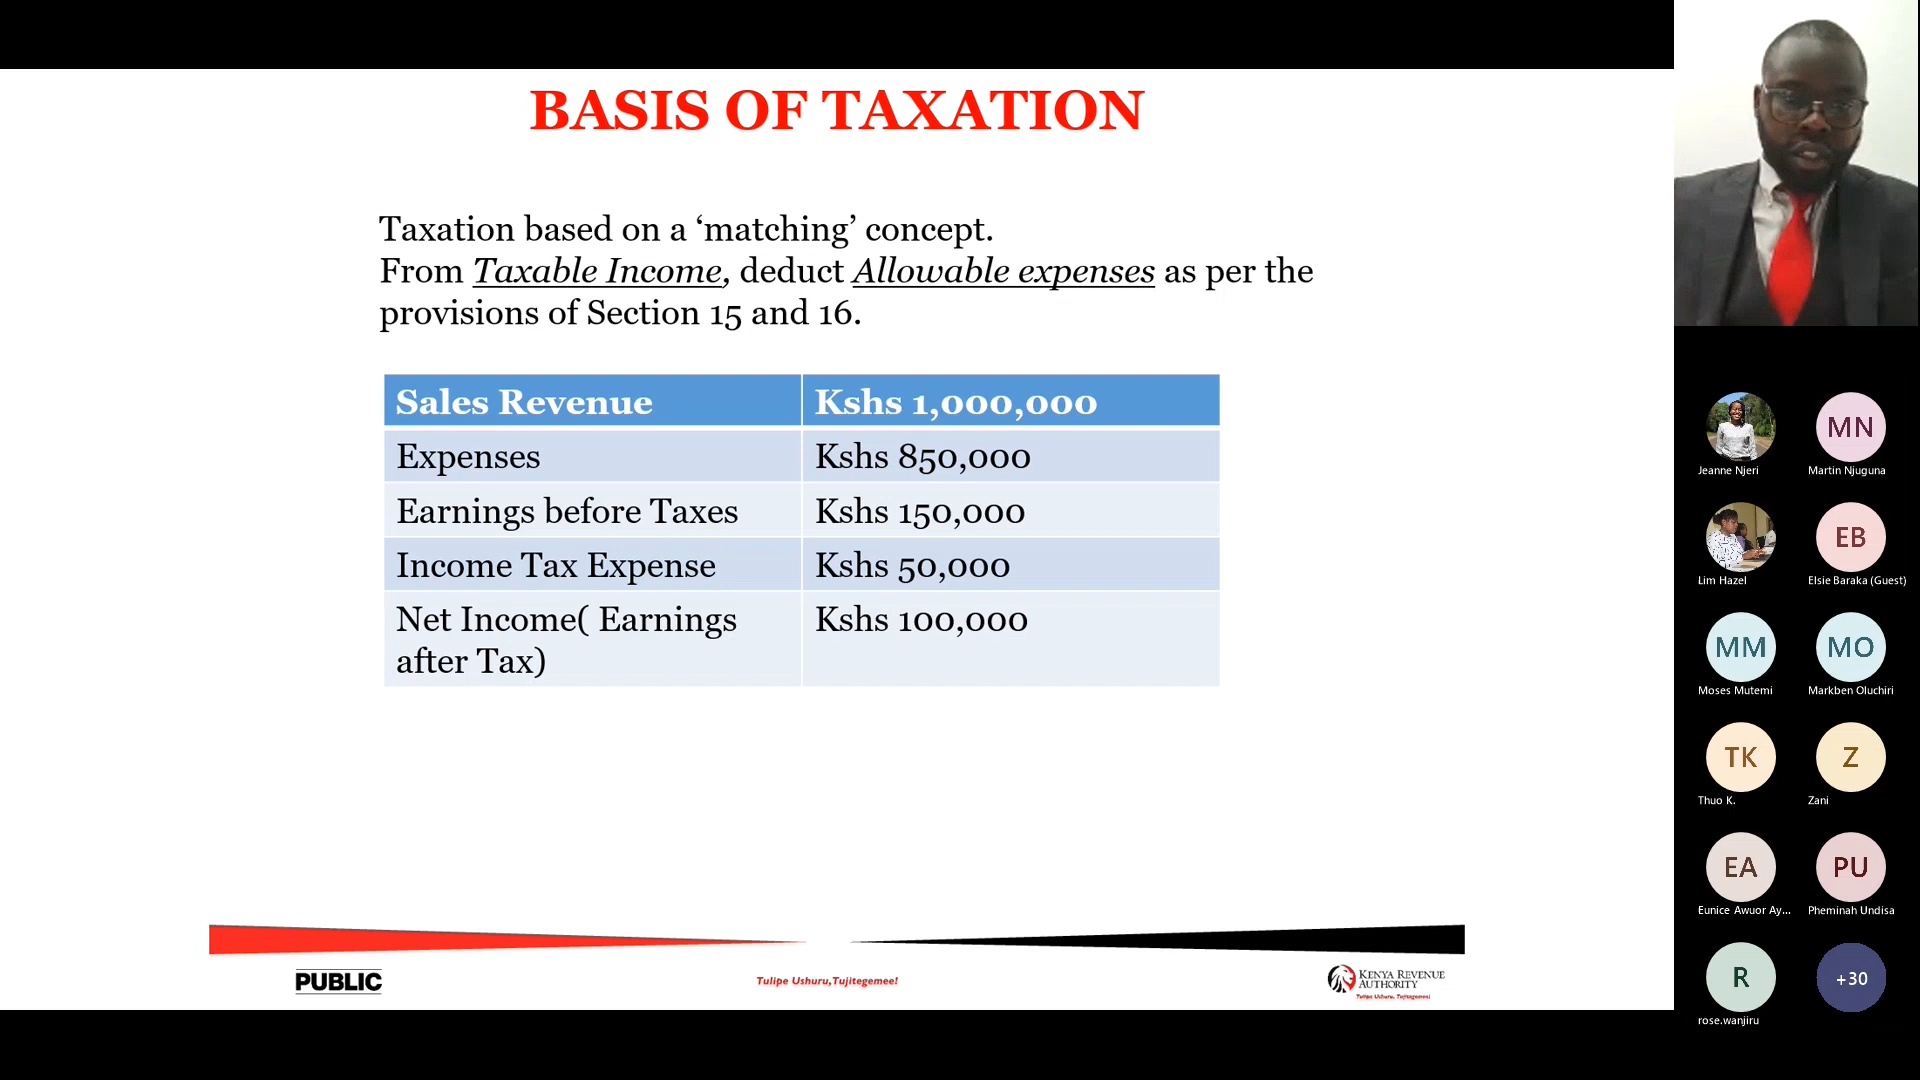 BASIS OF TAXATION
Taxation based on a ‘matching’ concept.
From Taxable Income, deduct Allowable expenses as per the
provisions of Section 15 and 16.
Sales Revenue Kshs 1,000,000
Expenses Kshs 850,000
Earnings before Taxes Kshs 150,000
Income Tax Expense Kshs 50,000
Net Income( Earnings Kshs 100,000
after Tax)
PUBLIC
Tulipe Ushuru,Tujitegemee!
KENYA REVENUE
AUTHORITY
Tulipe Ushuru, Tujitegemee!
MN
Jeanne Njeri Martin Njuguna
EB
Lim Hazel Elsie Baraka (Guest)
MM MO
Moses Mutemi Markben Oluchiri
TK Z
Thuo K. Zani
EA PU
Eunice Awuor Ay... Pheminah Undisa
R +30
rose.wanjiru